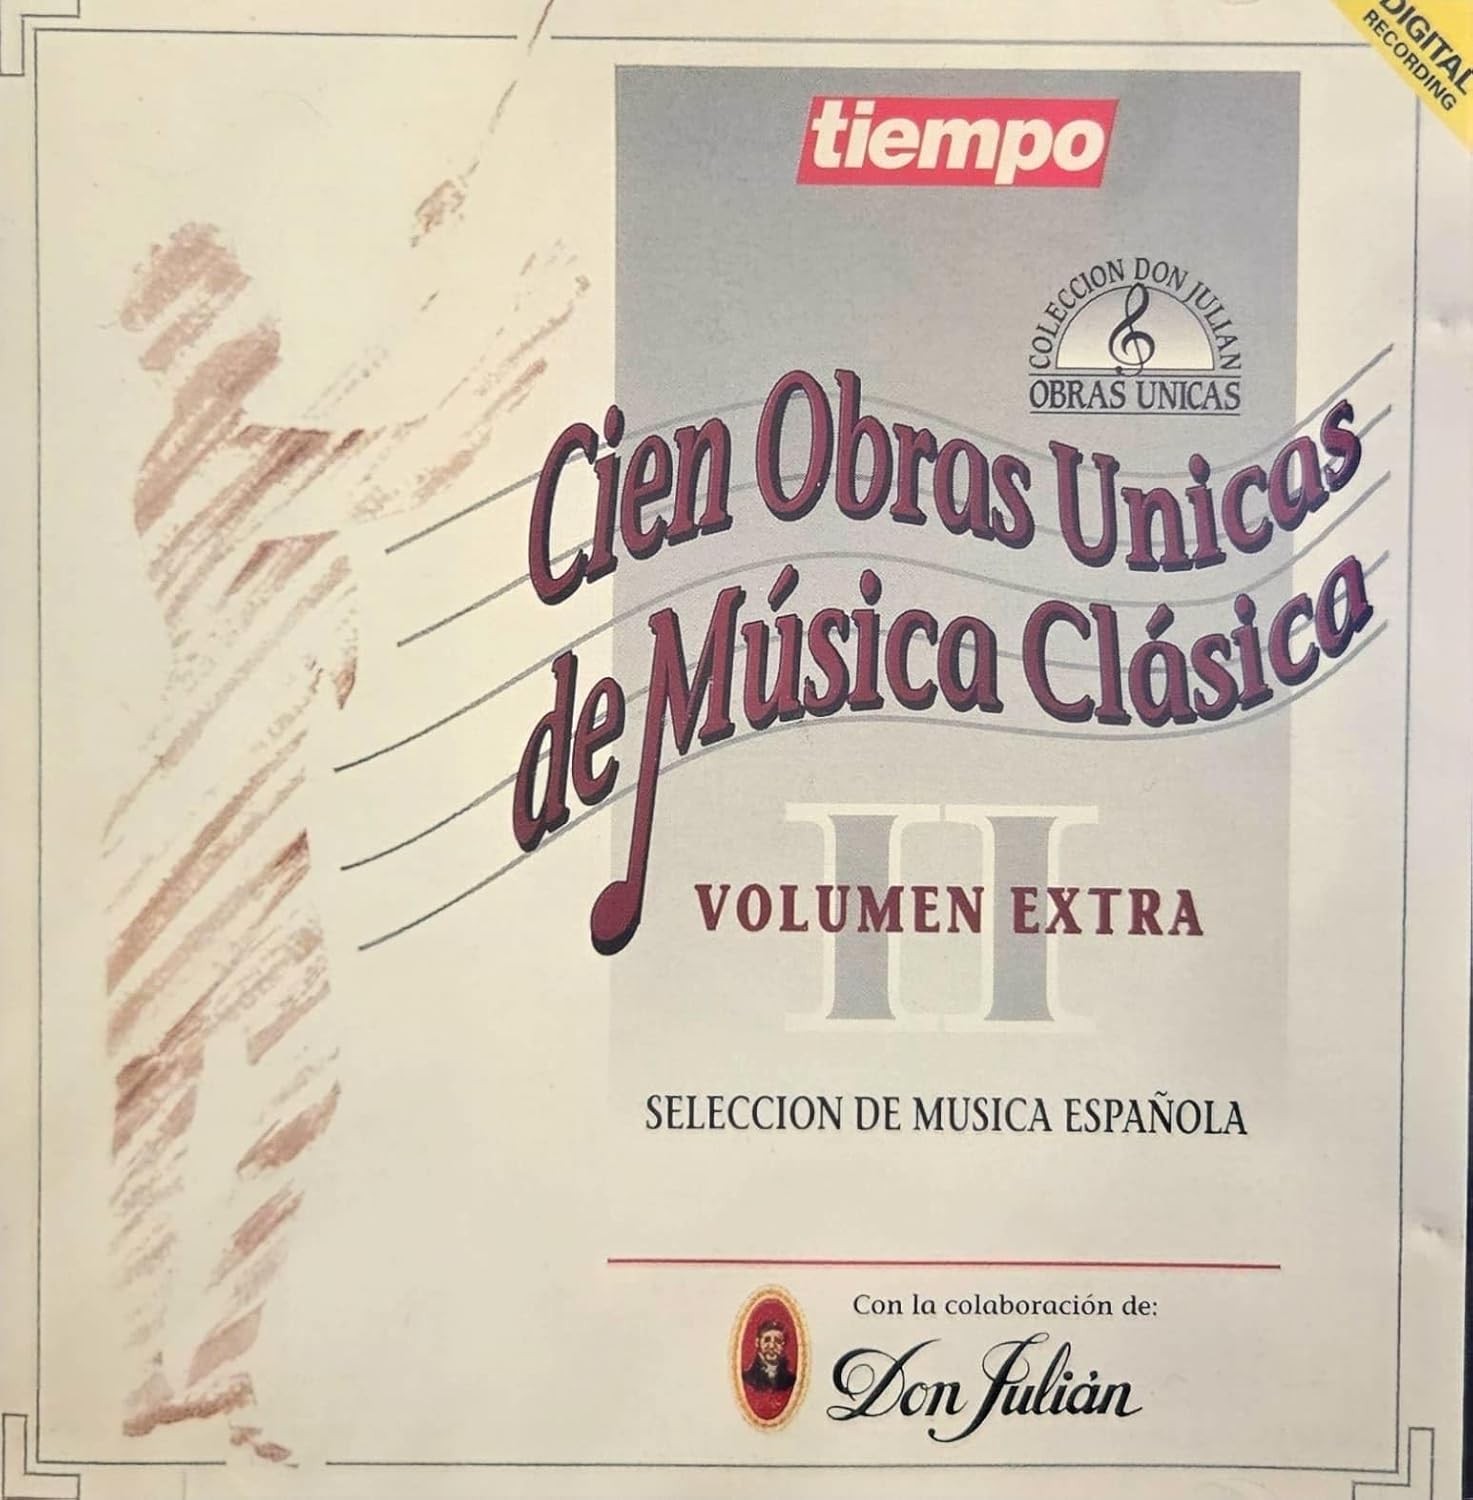 DIGITAL
RECORDING
tiempo
COLECCION DON JULIAN
OBRAS UNICAS
Cien Obras Unicas
de Música Clásica
II
VOLUMEN EXTRA
SELECCION DE MUSICA ESPAÑOLA
Con la colaboración de:
Don Julián